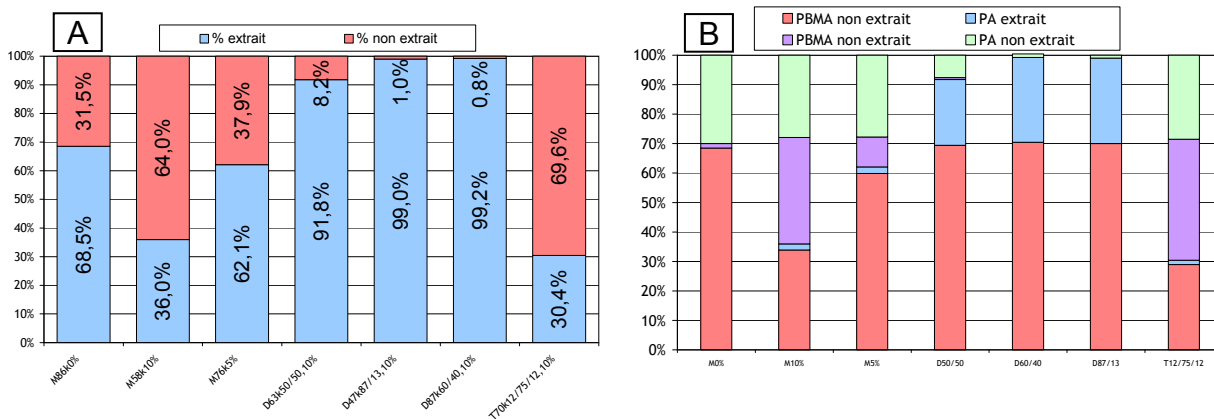 A
% extrait
% non extrait
100%
90%
80%
70%
60%
50%
40%
30%
20%
10%
0%
31,5%
64,0%
37,9%
8,2%
1,0%
0,8%
69,6%
68,5%
36,0%
62,1%
91,8%
99,0%
99,2%
30,4%
M86k0%
M58k10%
M76k5%
D63k50/50,10%
D47k87/13,10%
D87k60/40,10%
T70k12/75/12,10%
B
PBMA non extrait
PA extrait
PBMA non extrait
PA non extrait
100%
90%
80%
70%
60%
50%
40%
30%
20%
10%
0%
M0%
M10%
M5%
D50/50
D60/40
D87/13
T12/75/12